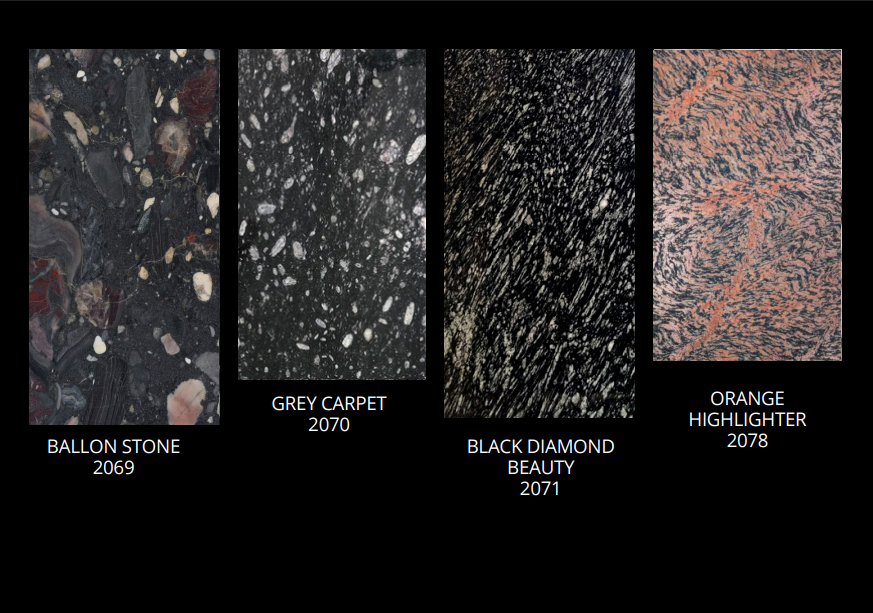 BALLON STONE
2069
GREY CARPET
2070
BLACK DIAMOND
BEAUTY
2071
ORANGE
HIGHLIGHTER
2078